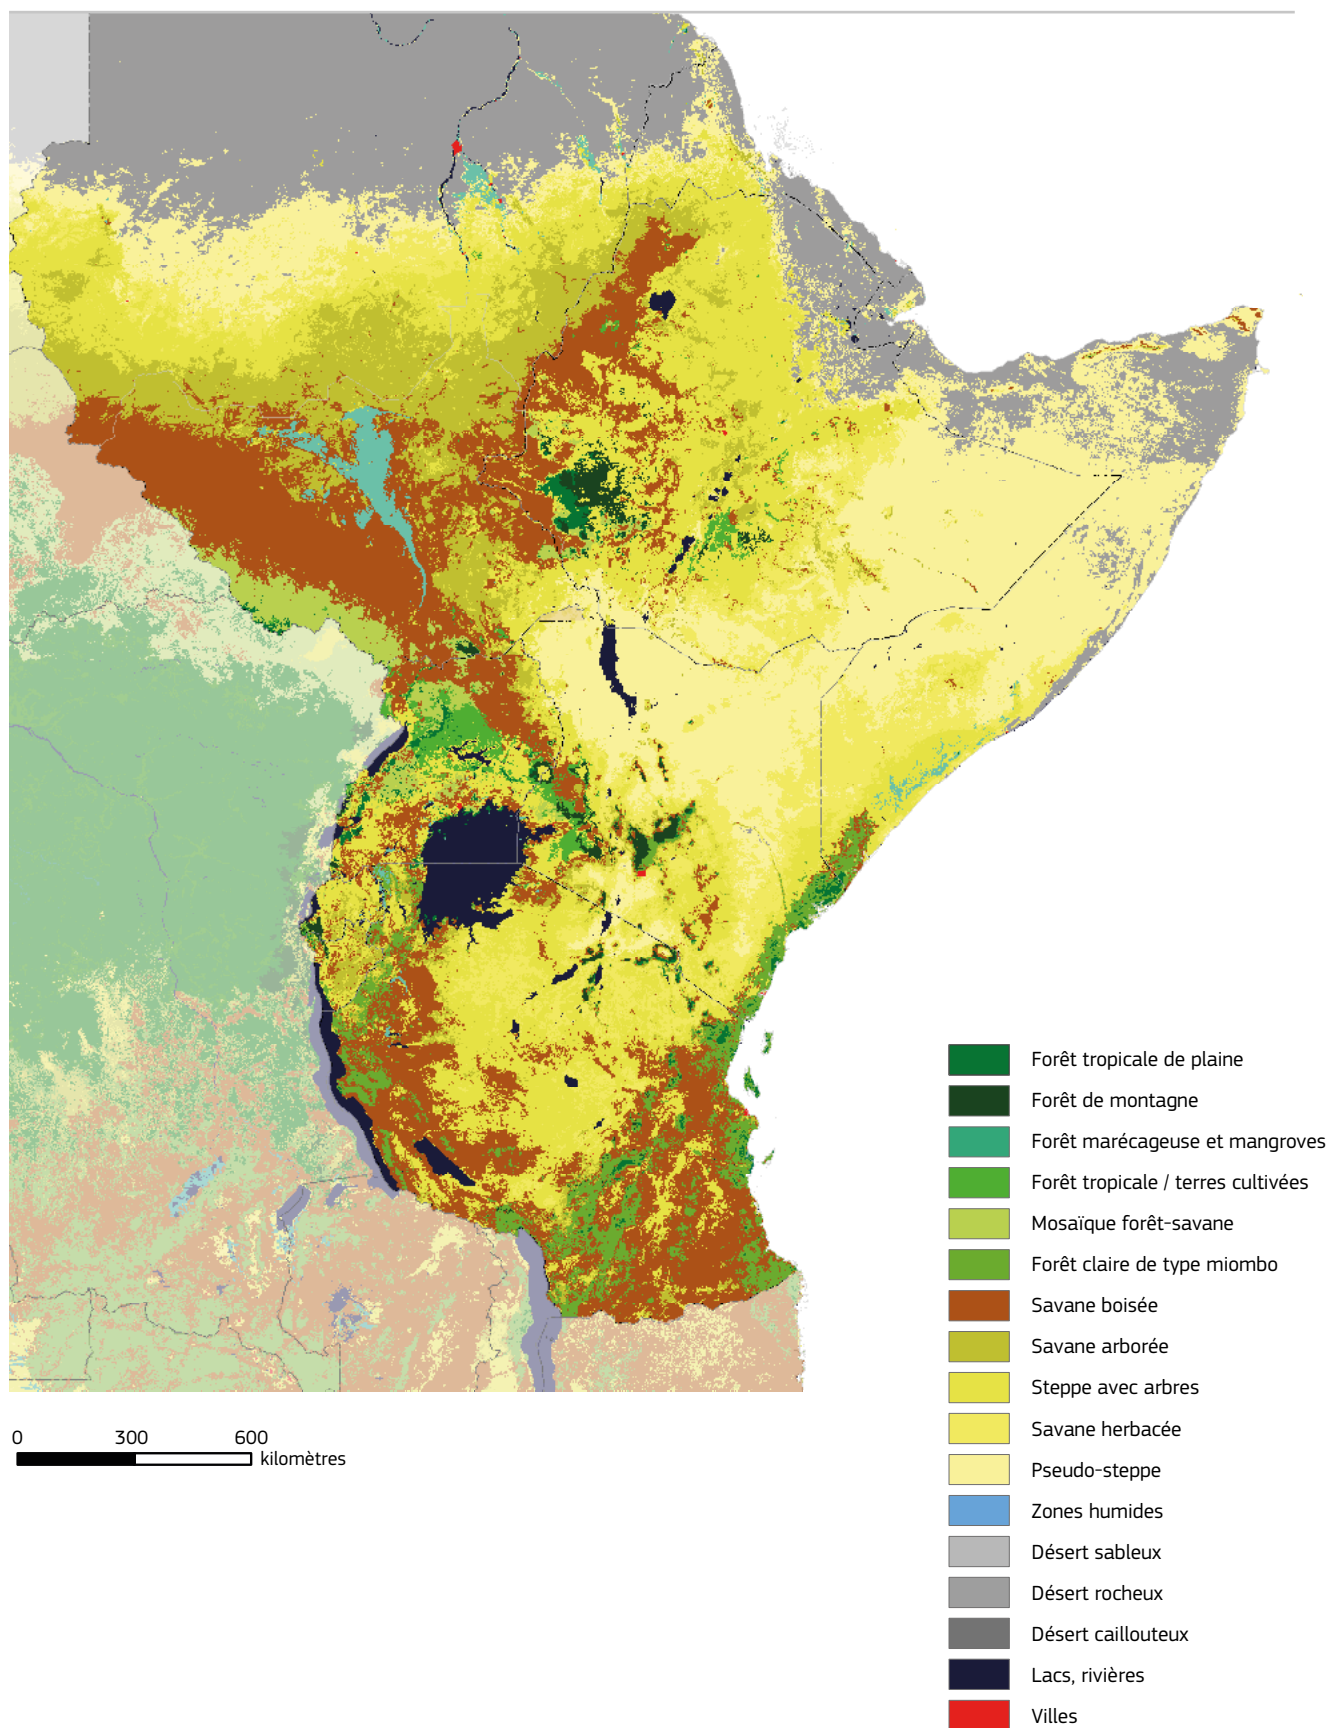 Forêt tropicale de plaine
Forêt de montagne
Forêt marécageuse et mangroves
Forêt tropicale / terres cultivées
Mosaïque forêt-savane
Forêt claire de type miombo
Savane boisée
Savane arborée
Steppe avec arbres
Savane herbacée
Pseudo-steppe
Zones humides
Désert sableux
Désert rocheux
Désert caillouteux
Lacs, rivières
Villes
0 300 600
kilomètres